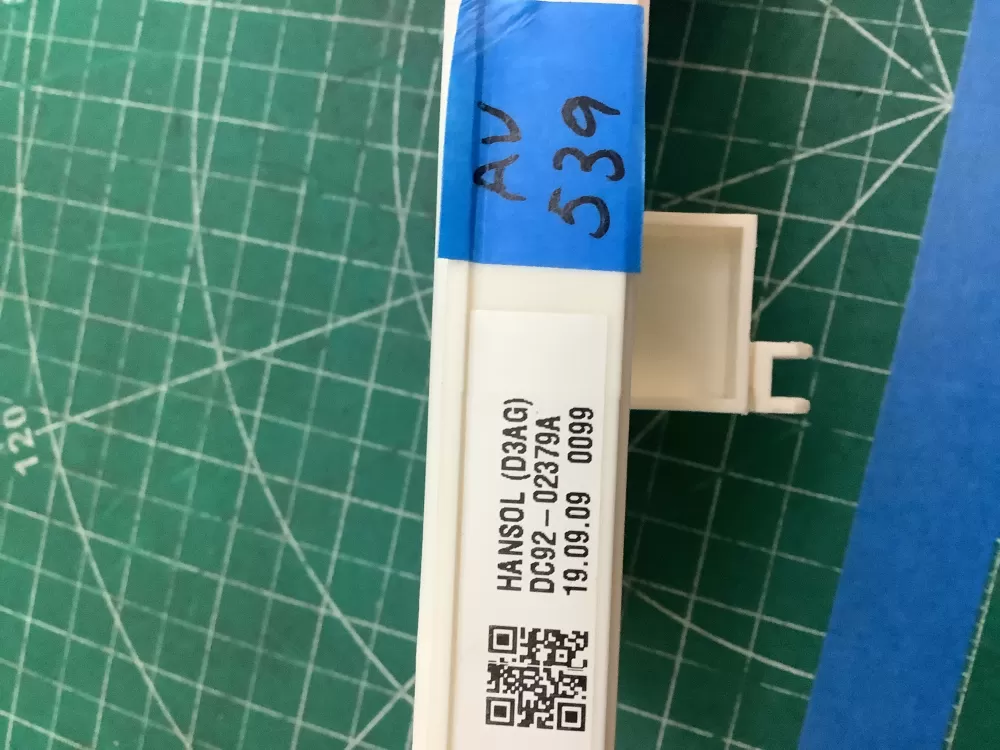 AV
539
HANSOL (D3AG)
DC92-02379A
19.09.09 0099
120